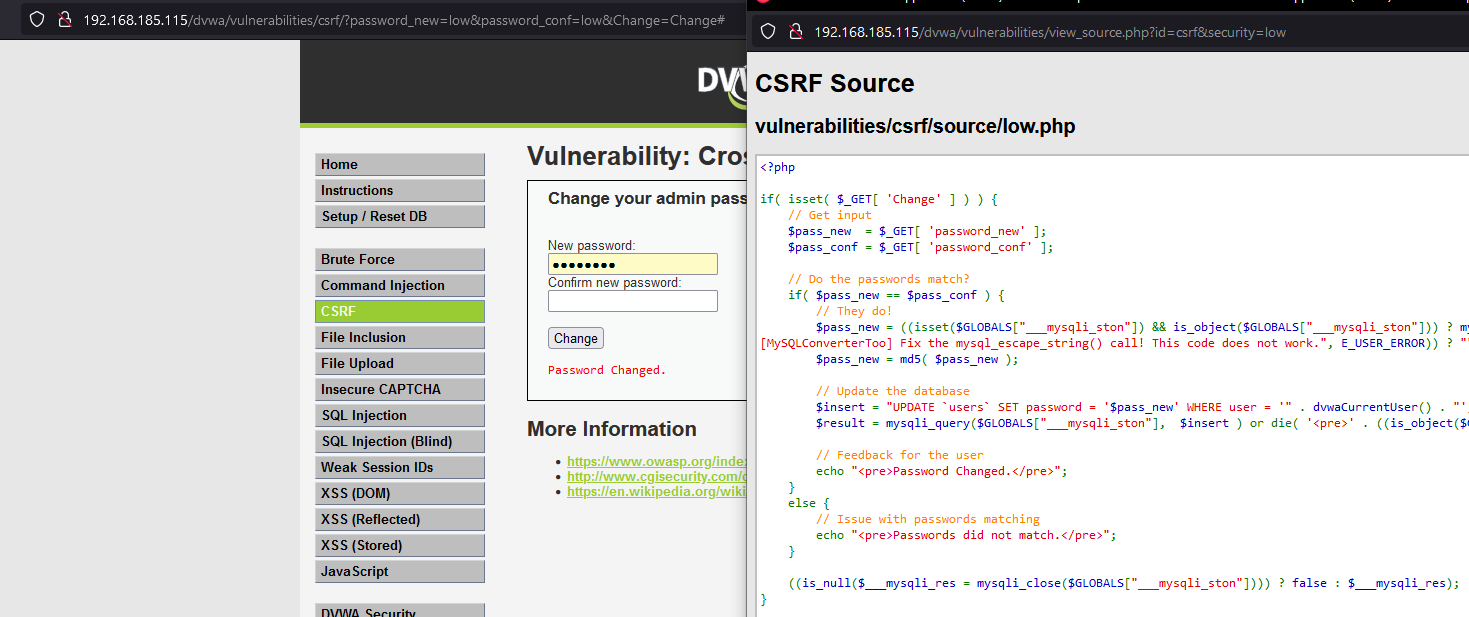 192.168.185.115/dvwa/vulnerabilities/csrf/?password_new=low&password_conf=low&Change=Change#
Vulnerability: Cros
Home
Instructions
Setup / Reset DB
Brute Force
Command Injection
CSRF
File Inclusion
File Upload
Insecure CAPTCHA
SQL Injection
SQL Injection (Blind)
Weak Session IDs
XSS (DOM)
XSS (Reflected)
XSS (Stored)
JavaScript
DVWA Security
Change your admin pass
New password:
Confirm new password:
Change
Password Changed.
More Information
https://www.owasp.org/index
http://www.cgisecurity.com/c
https://en.wikipedia.org/wiki
192.168.185.115/dvwa/vulnerabilities/view_source.php?id=csrf&security=low
CSRF Source
vulnerabilities/csrf/source/low.php
<?php
if( isset( $_GET[ 'Change' ] ) ) {
// Get input
$pass_new  = $_GET[ 'password_new' ];
$pass_conf = $_GET[ 'password_conf' ];
// Do the passwords match?
if( $pass_new == $pass_conf ) {
// They do!
$pass_new = ((isset($GLOBALS["___mysqli_ston"]) && is_object($GLOBALS["___mysqli_ston"])) ? my
[MySQLConverterToo] Fix the mysql_escape_string() call! This code does not work.", E_USER_ERROR)) ? "'
$pass_new = md5( $pass_new );
// Update the database
$insert = "UPDATE `users` SET password = '$pass_new' WHERE user = '" . dvwaCurrentUser() . "';
$result = mysqli_query($GLOBALS["___mysqli_ston"],  $insert ) or die( '<pre>' . ((is_object($G
// Feedback for the user
echo "<pre>Password Changed.</pre>";
}
else {
// Issue with passwords matching
echo "<pre>Passwords did not match.</pre>";
}
((is_null($___mysqli_res = mysqli_close($GLOBALS["___mysqli_ston"]))) ? false : $___mysqli_res);
}